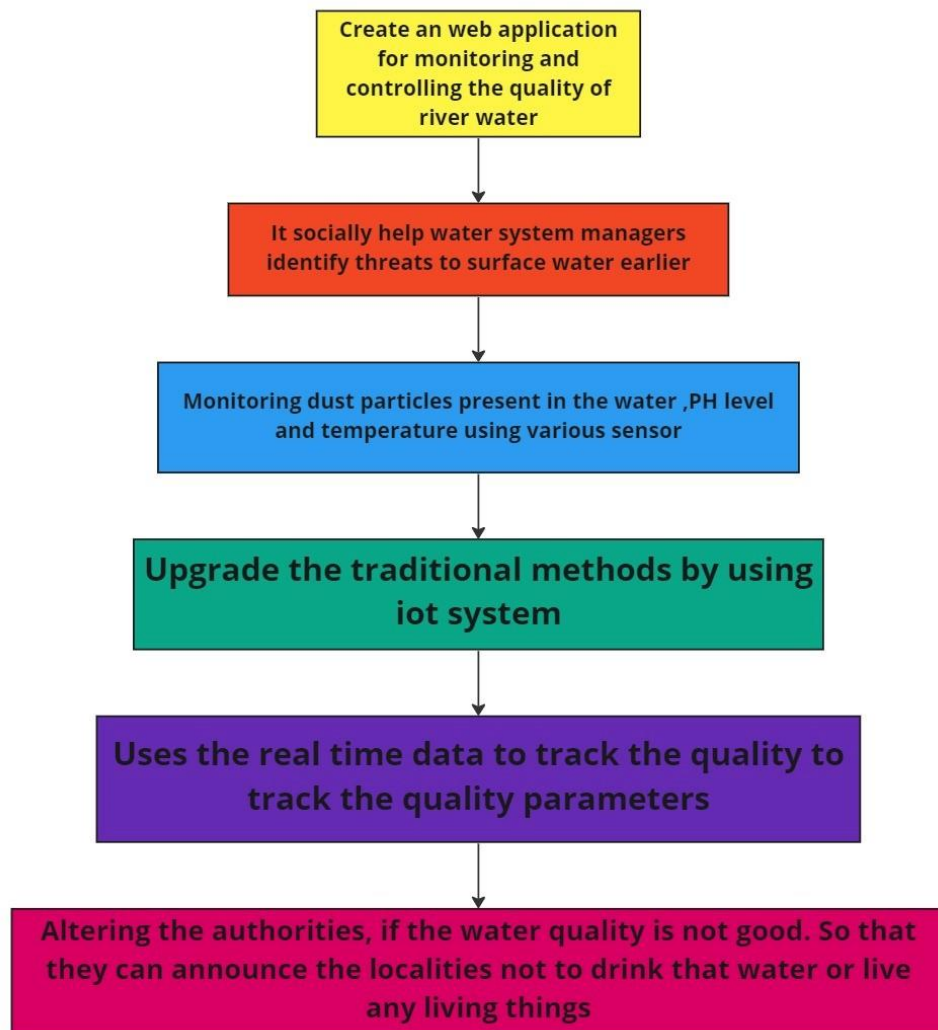 Create an web application
for monitoring and
controlling the quality of
river water
It socially help water system managers
identify threats to surface water earlier
Monitoring dust particles present in the water ,PH level
and temperature using various sensor
Upgrade the traditional methods by using
iot system
Uses the real time data to track the quality to
track the quality parameters
Altering the authorities, if the water quality is not good. So that
they can announce the localities not to drink that water or live
any living things